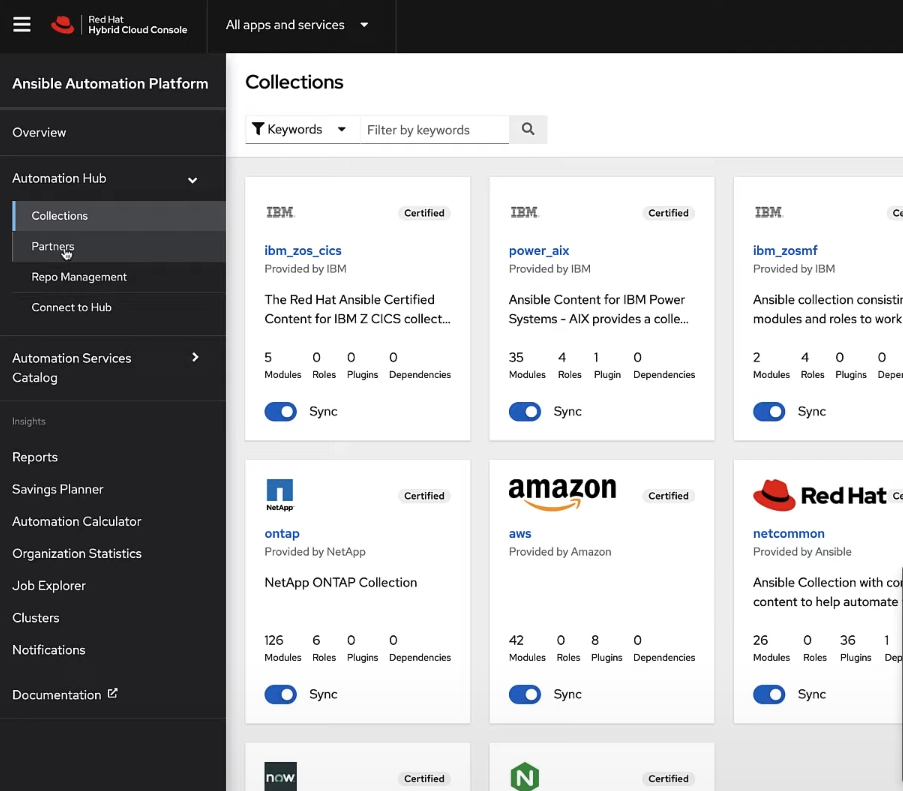 Red Hat
Hybrid Cloud Console
All apps and services
Ansible Automation Platform
Overview
Automation Hub
Collections
Partners
Repo Management
Connect to Hub
Automation Services
Catalog
Insights
Reports
Savings Planner
Automation Calculator
Organization Statistics
Job Explorer
Clusters
Notifications
Documentation
Collections
Keywords
Filter by keywords
IBM
Certified
ibm_zos_cics
Provided by IBM
The Red Hat Ansible Certified
Content for IBM Z CICS collect...
5 0 0 0
Modules Roles Plugins Dependencies
Sync
IBM
Certified
power_aix
Provided by IBM
Ansible Content for IBM Power
Systems - AIX provides a colle...
35 4 1 0
Modules Roles Plugin Dependencies
Sync
IBM
Ce
ibm_zosmf
Provided by IBM
Ansible collection consisti
modules and roles to work
2 4 0 0
Modules Roles Plugins Deper
Sync
NetApp
Certified
ontap
Provided by NetApp
NetApp ONTAP Collection
126 6 0 0
Modules Roles Plugins Dependencies
Sync
amazon
Certified
aws
Provided by Amazon
42 0 8 0
Modules Roles Plugins Dependencies
Sync
Red Hat
Ce
netcommon
Provided by Ansible
Ansible Collection with cor
content to help automate
26 0 36 1
Modules Roles Plugins Dep
Sync
now
Certified
N
Certified